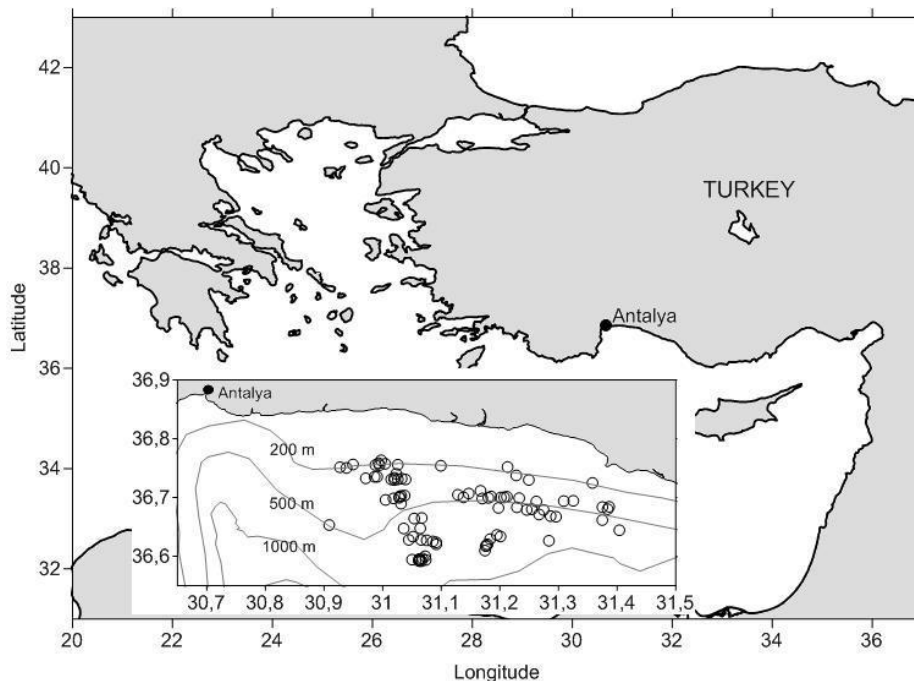 42
40
38
36
34
32
Latitude
TURKEY
Antalya
36,9
36,8
36,7
36,6
Antalya
200 m
500 m
1000 m
30,7 30,8 30,9 31 31,1 31,2 31,3 31,4 31,5
20 22 24 26 28 30 32 34 36
Longitude